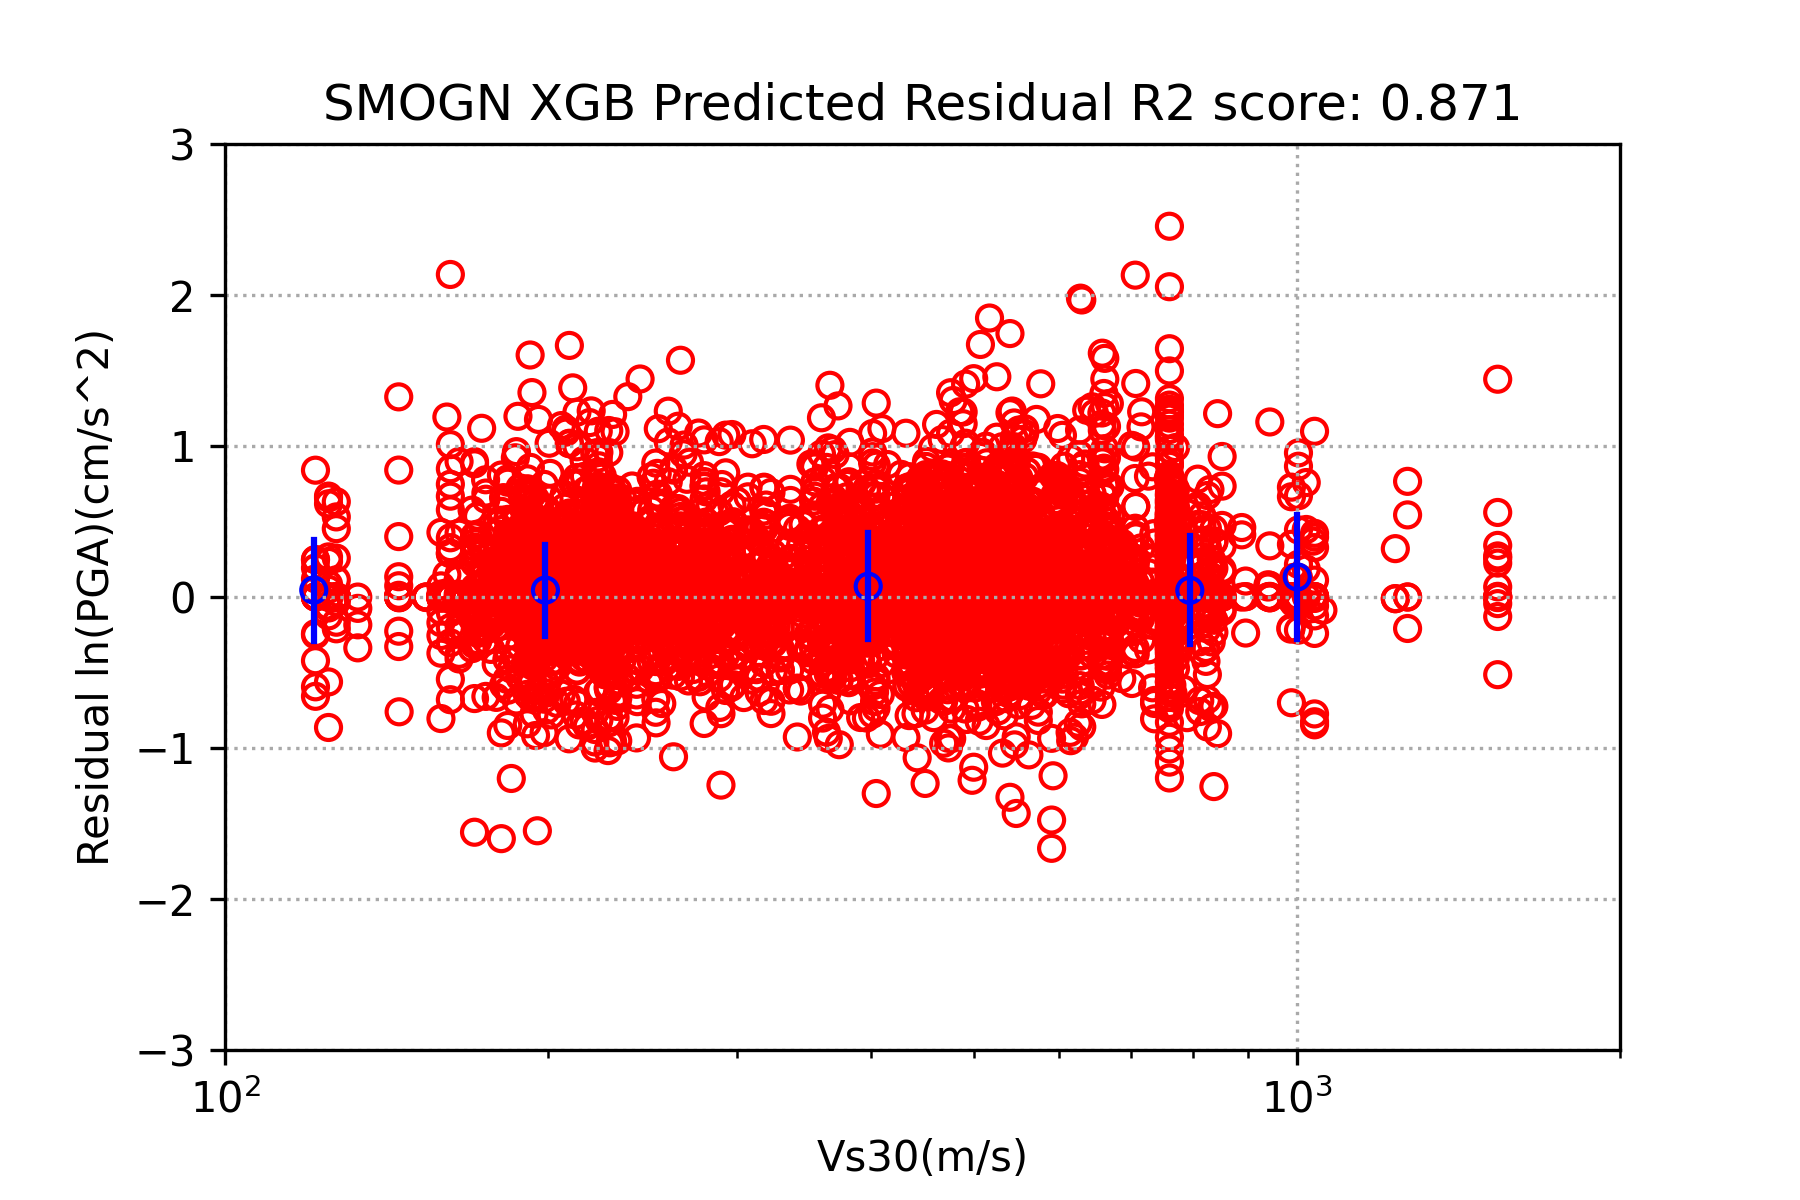 SMOGN XGB Predicted Residual R2 score: 0.871
3
2
1
0
−1
−2
−3
Residual ln(PGA)(cm/s^2)
10² 10³
Vs30(m/s)